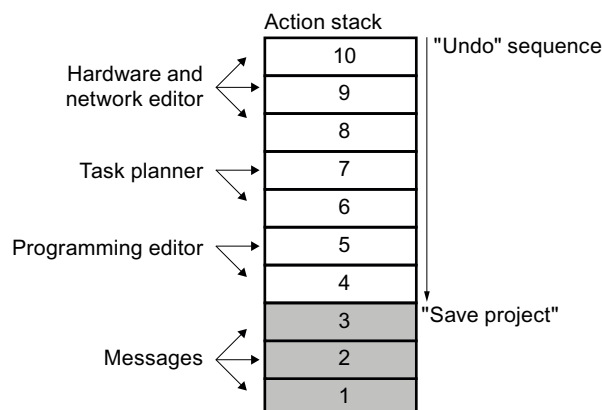 Action stack
"Undo" sequence
10
Hardware and
network editor
9
8
Task planner
7
6
Programming editor
5
4
3
"Save project"
Messages
2
1